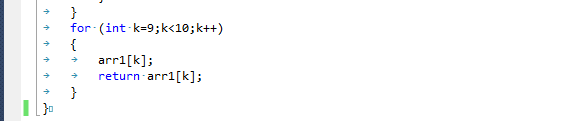 }
for (int k=9;k<10;k++)
{
arr1[k];
return arr1[k];
}
}